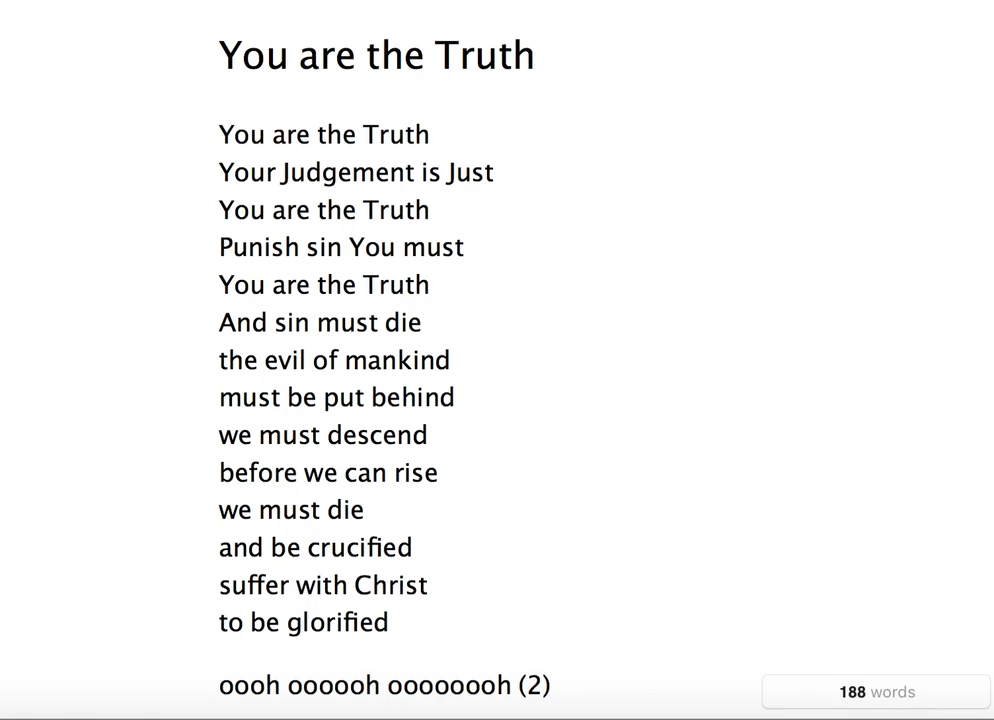 You are the Truth
You are the Truth
Your Judgement is Just
You are the Truth
Punish sin You must
You are the Truth
And sin must die
the evil of mankind
must be put behind
we must descend
before we can rise
we must die
and be crucified
suffer with Christ
to be glorified
oooh oooooh oooooooh (2)
188 words